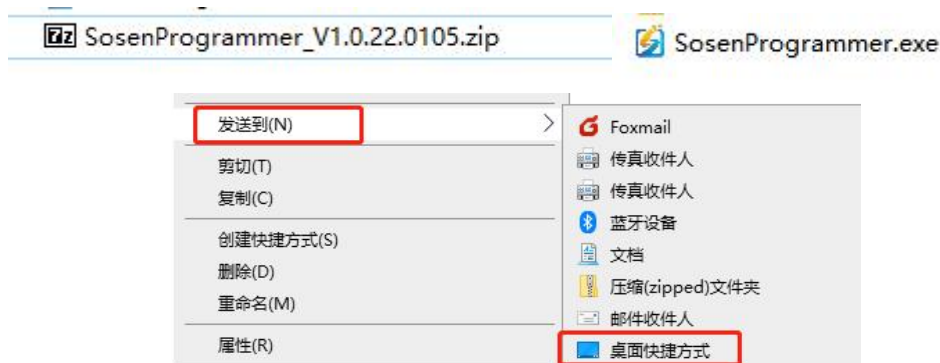 SosenProgrammer_V1.0.22.0105.zip
SosenProgrammer.exe
发送到(N)
剪切(T)
复制(C)
创建快捷方式(S)
删除(D)
重命名(M)
属性(R)
Foxmail
传真收件人
传真收件人
蓝牙设备
文档
压缩(zipped)文件夹
邮件收件人
桌面快捷方式